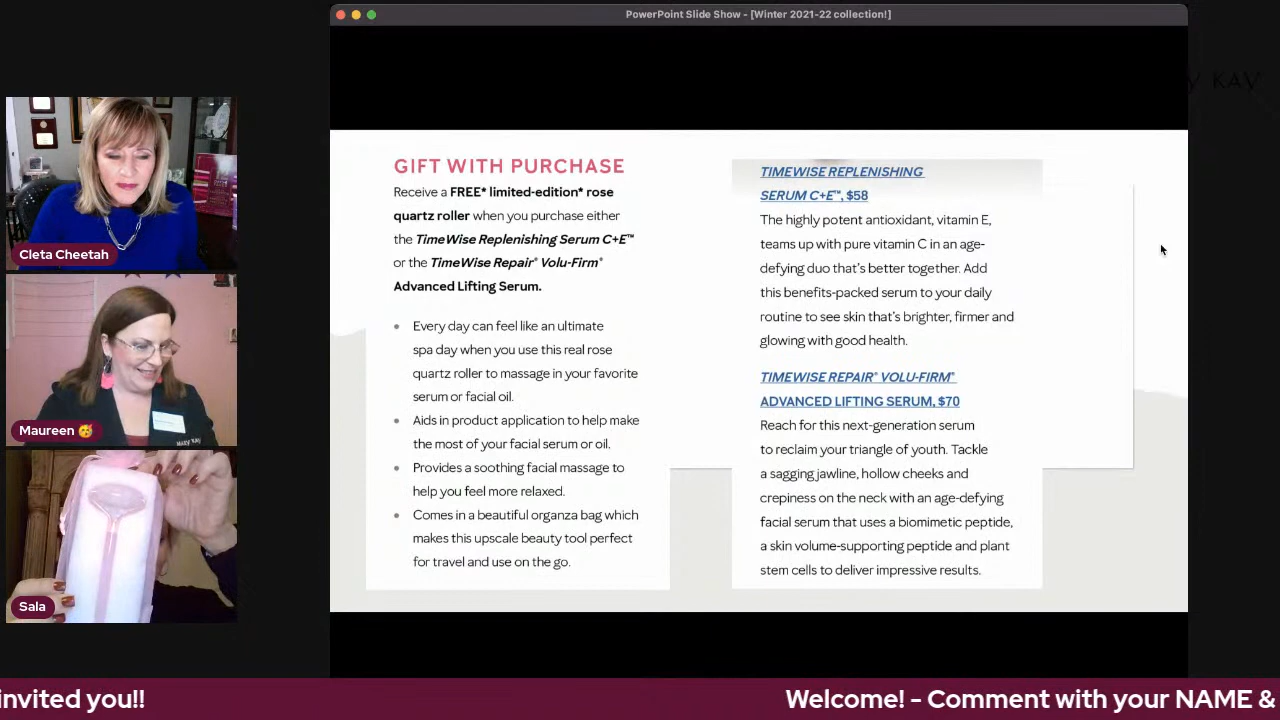 PowerPoint Slide Show - [Winter 2021-22 collection!]
KAY
Cleta Cheetah
Maureen 🥳
MARY KAY
Sala
GIFT WITH PURCHASE
Receive a FREE* limited-edition* rose
quartz roller when you purchase either
the TimeWise Replenishing Serum C+E™
or the TimeWise Repair® Volu-Firm®
Advanced Lifting Serum.
• Every day can feel like an ultimate
spa day when you use this real rose
quartz roller to massage in your favorite
serum or facial oil.
• Aids in product application to help make
the most of your facial serum or oil.
• Provides a soothing facial massage to
help you feel more relaxed.
• Comes in a beautiful organza bag which
makes this upscale beauty tool perfect
for travel and use on the go.
TIMEWISE REPLENISHING
SERUM C+E™, $58
The highly potent antioxidant, vitamin E,
teams up with pure vitamin C in an age-
defying duo that's better together. Add
this benefits-packed serum to your daily
routine to see skin that's brighter, firmer and
glowing with good health.
TIMEWISE REPAIR® VOLU-FIRM®
ADVANCED LIFTING SERUM, $70
Reach for this next-generation serum
to reclaim your triangle of youth. Tackle
a sagging jawline, hollow cheeks and
crepiness on the neck with an age-defying
facial serum that uses a biomimetic peptide,
a skin volume-supporting peptide and plant
stem cells to deliver impressive results.
invited you!!
Welcome! - Comment with your NAME &